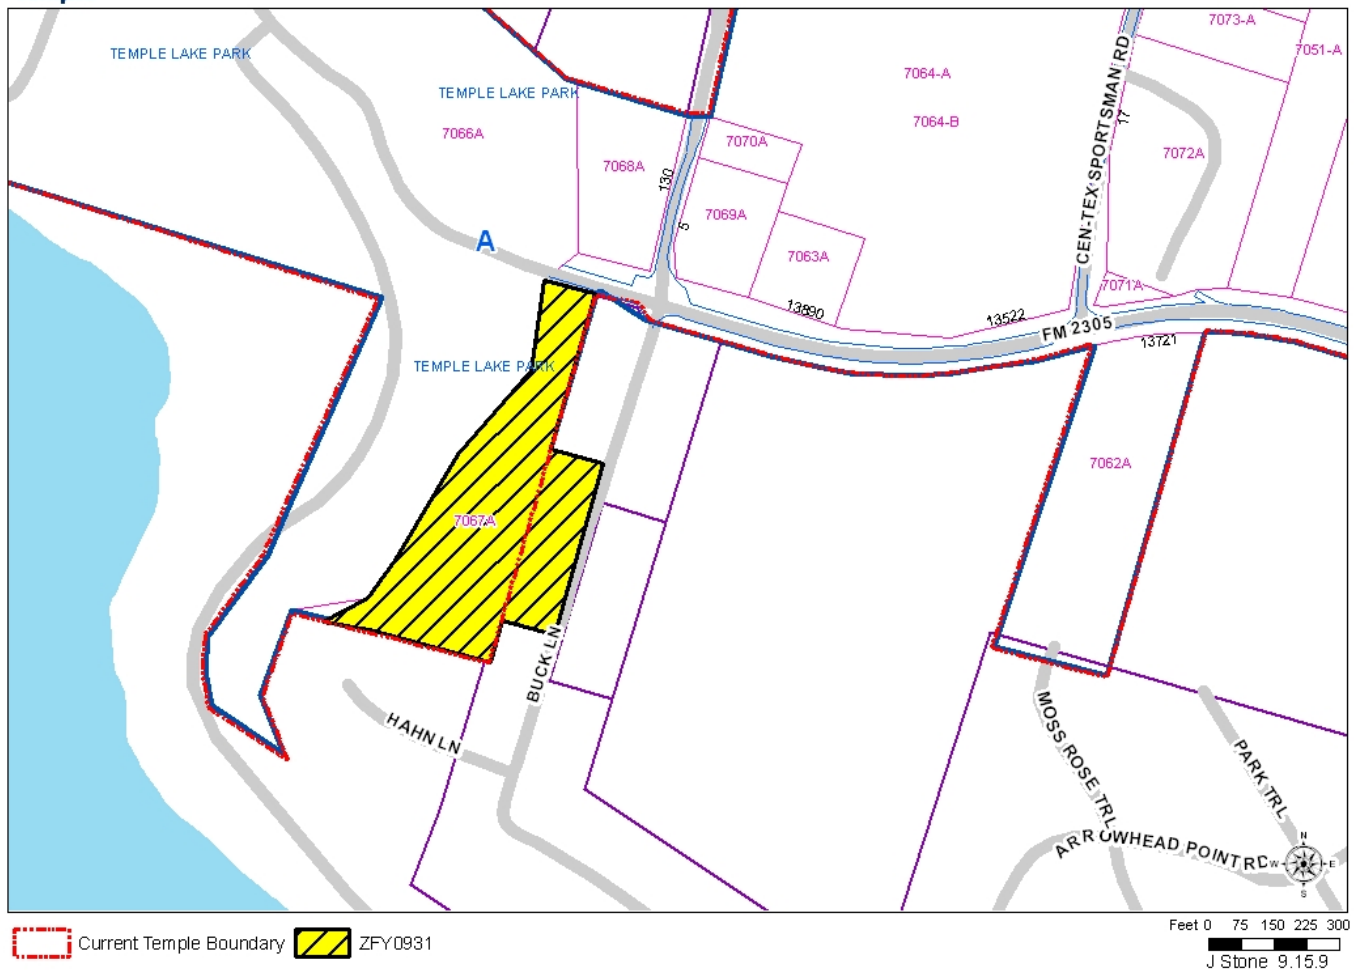 7073-A
7051-A
TEMPLE LAKE PARK
7064-A
TEMPLE LAKE PARK
7064-B
7066A
17
CEN-TEX SPORTSMAN RD
7070A
7072A
7068A
130
7069A
5
A
7063A
7071A
13890
13522
FM 2305
13721
TEMPLE LAKE PARK
7062A
7067A
BUCK LN
HAHN LN
MOSS ROSE TRL
PARK TRL
ARROWHEAD POINT RD
N
W
E
S
Current Temple Boundary
ZFY0931
Feet 0 75 150 225 300
J Stone 9.15.9